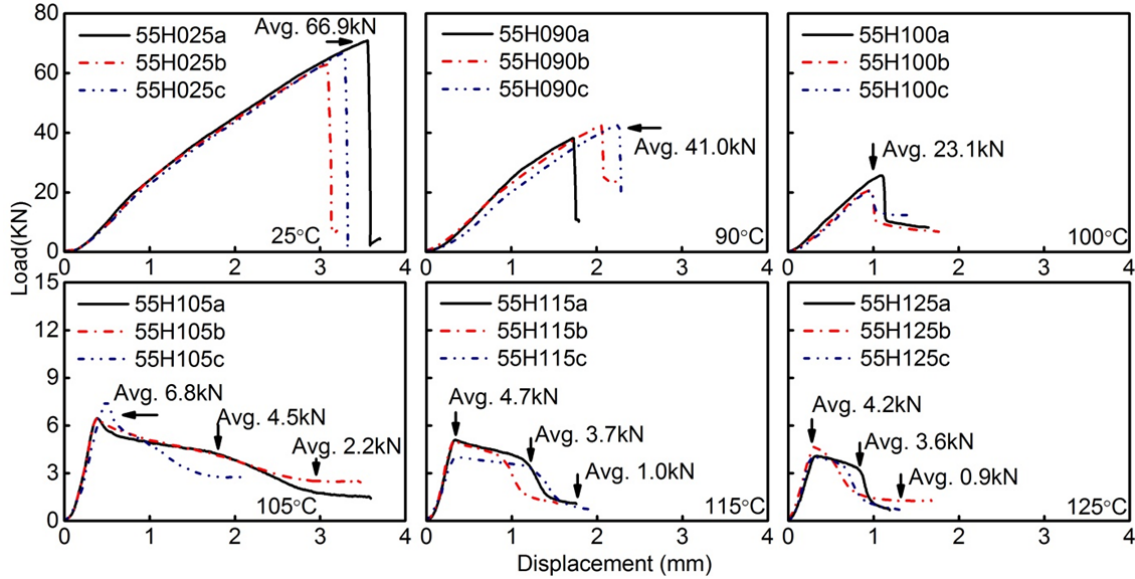 Load(KN)
80
60
40
20
0
55H025a
55H025b
55H025c
Avg. 66.9kN
25°C
0 1 2 3 4
55H090a
55H090b
55H090c
Avg. 41.0kN
90°C
0 1 2 3 4
55H100a
55H100b
55H100c
Avg. 23.1kN
100°C
0 1 2 3 4
15
12
9
6
3
0
55H105a
55H105b
55H105c
Avg. 6.8kN
Avg. 4.5kN
Avg. 2.2kN
105°C
0 1 2 3 4
55H115a
55H115b
55H115c
Avg. 4.7kN
Avg. 3.7kN
Avg. 1.0kN
115°C
0 1 2 3 4
55H125a
55H125b
55H125c
Avg. 4.2kN
Avg. 3.6kN
Avg. 0.9kN
125°C
0 1 2 3 4
Displacement (mm)